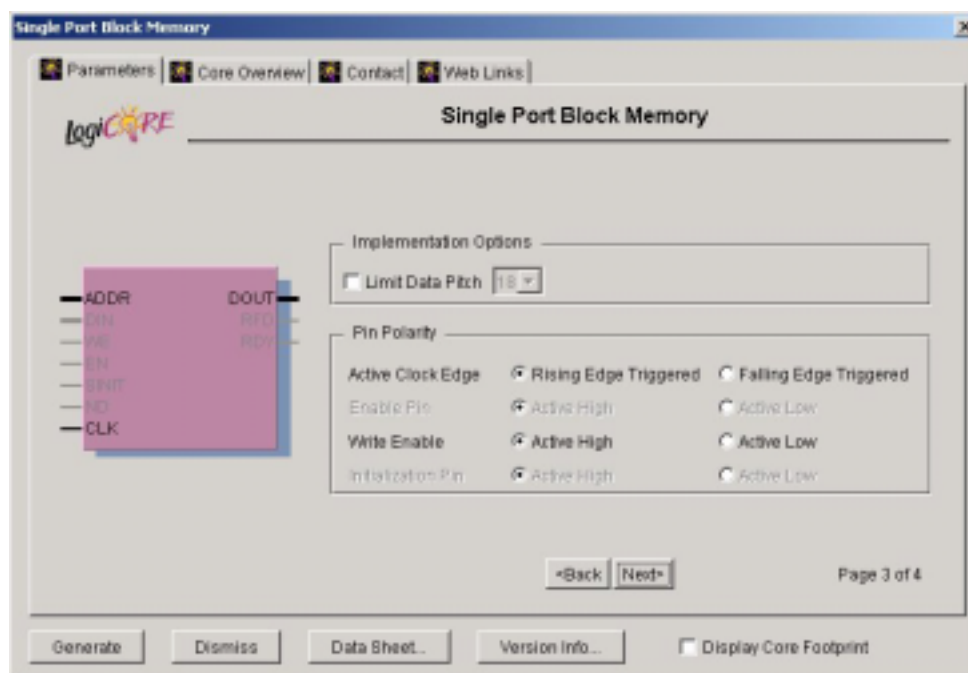 Single Port Block Memory
Parameters Core Overview Contact Web Links
LogiCORE
Single Port Block Memory
Implementation Options
Limit Data Pitch 18
ADDR DOUT
DIN RFD
WE RDY
EN
SINIT
ND
CLK
Pin Polarity
Active Clock Edge Rising Edge Triggered Falling Edge Triggered
Enable Pin Active High Active Low
Write Enable Active High Active Low
Initialization Pin Active High Active Low
<Back Next> Page 3 of 4
Generate Dismiss Data Sheet... Version Info... Display Core Footprint